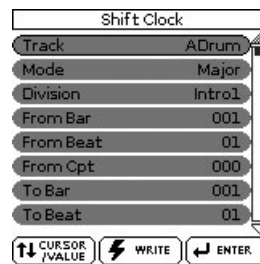 Shift Clock
Track ADrum
Mode Major
Division Intro1
From Bar 001
From Beat 01
From Cpt 000
To Bar 001
To Beat 01
CURSOR /VALUE WRITE ENTER